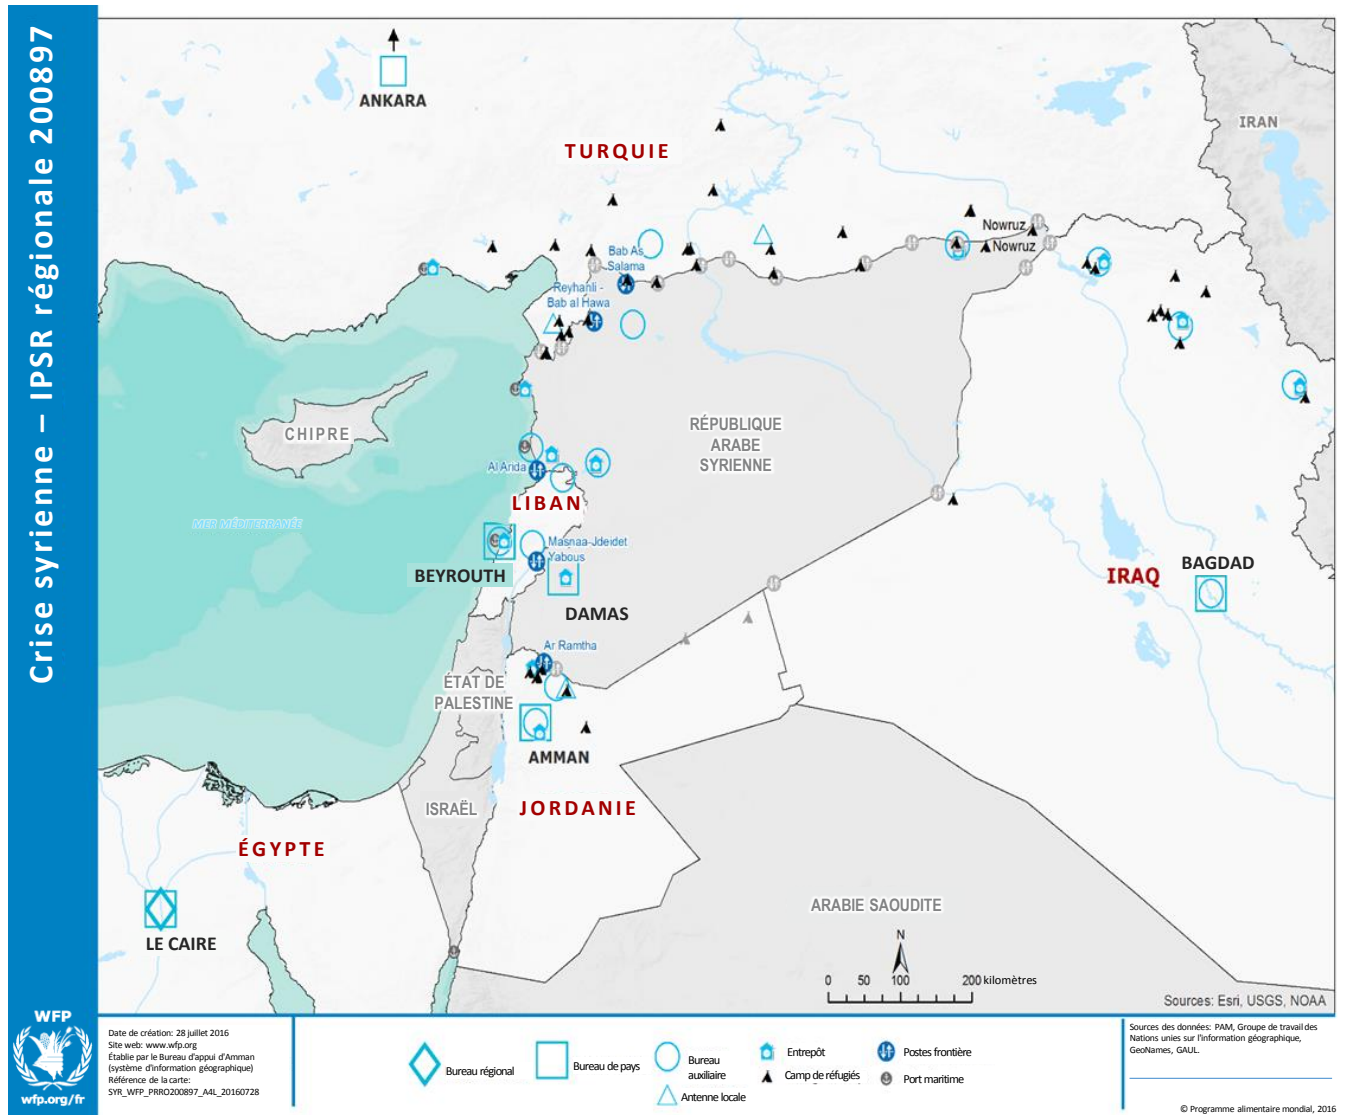 Crise syrienne – IPSR régionale 200897
ANKARA
TURQUIE
IRAN
Nowruz
Nowruz
Bab As
Salama
Reyhanli -
Bab al Hawa
CHIPRE
RÉPUBLIQUE
ARABE
SYRIENNE
Al Arida
LIBAN
MER MÉDITERRANÉE
Masnaa-Jdeidet
Yabous
BEYROUTH
DAMAS
IRAQ
BAGDAD
Ar Ramtha
ÉTAT DE
PALESTINE
AMMAN
ISRAËL
JORDANIE
ÉGYPTE
LE CAIRE
ARABIE SAOUDITE
N
0 50 100 200 kilomètres
Sources: Esri, USGS, NOAA
WFP
wfp.org/fr
Date de création: 28 juillet 2016
Site web: www.wfp.org
Établie par le Bureau d'appui d'Amman
(système d'information géographique)
Référence de la carte:
SYR_WFP_PRRO200897_A4L_20160728
Bureau régional
Bureau de pays
Bureau
auxiliaire
Antenne locale
Entrepôt
Camp de réfugiés
Postes frontière
Port maritime
Sources des données: PAM, Groupe de travail des
Nations unies sur l'information géographique,
GeoNames, GAUL.
© Programme alimentaire mondial, 2016